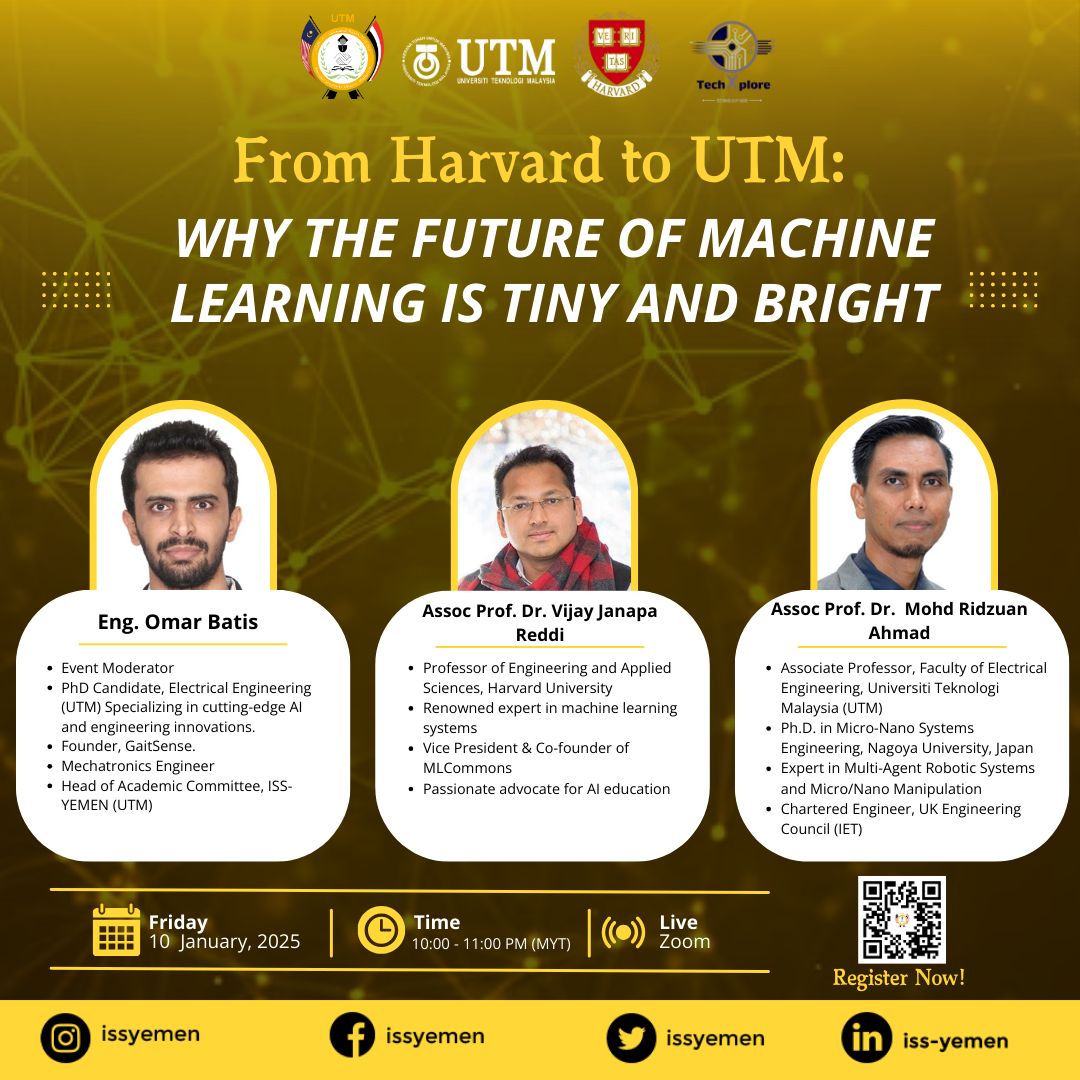 UTM
UTM
UNIVERSITI TEKNOLOGI MALAYSIA
VE RI
TAS
HARVARD
Tech plore
From Harvard to UTM:
WHY THE FUTURE OF MACHINE
LEARNING IS TINY AND BRIGHT
Eng. Omar Batis
• Event Moderator
• PhD Candidate, Electrical Engineering
(UTM) Specializing in cutting-edge AI
and engineering innovations.
• Founder, GaitSense.
• Mechatronics Engineer
• Head of Academic Committee, ISS-
YEMEN (UTM)
Assoc Prof. Dr. Vijay Janapa
Reddi
• Professor of Engineering and Applied
Sciences, Harvard University
• Renowned expert in machine learning
systems
• Vice President & Co-founder of
MLCommons
• Passionate advocate for AI education
Assoc Prof. Dr. Mohd Ridzuan
Ahmad
• Associate Professor, Faculty of Electrical
Engineering, Universiti Teknologi
Malaysia (UTM)
• Ph.D. in Micro-Nano Systems
Engineering, Nagoya University, Japan
• Expert in Multi-Agent Robotic Systems
and Micro/Nano Manipulation
• Chartered Engineer, UK Engineering
Council (IET)
Friday
10 January, 2025
Time
10:00 - 11:00 PM (MYT)
Live
Zoom
Register Now!
issyemen
issyemen
issyemen
iss-yemen